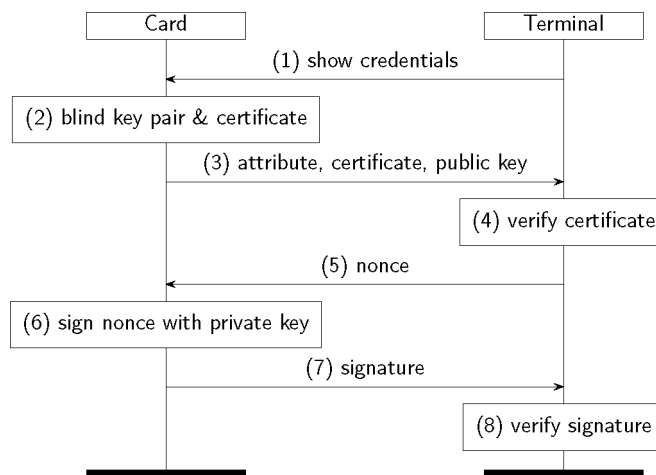 Card
Terminal
(1) show credentials
(2) blind key pair & certificate
(3) attribute, certificate, public key
(4) verify certificate
(5) nonce
(6) sign nonce with private key
(7) signature
(8) verify signature